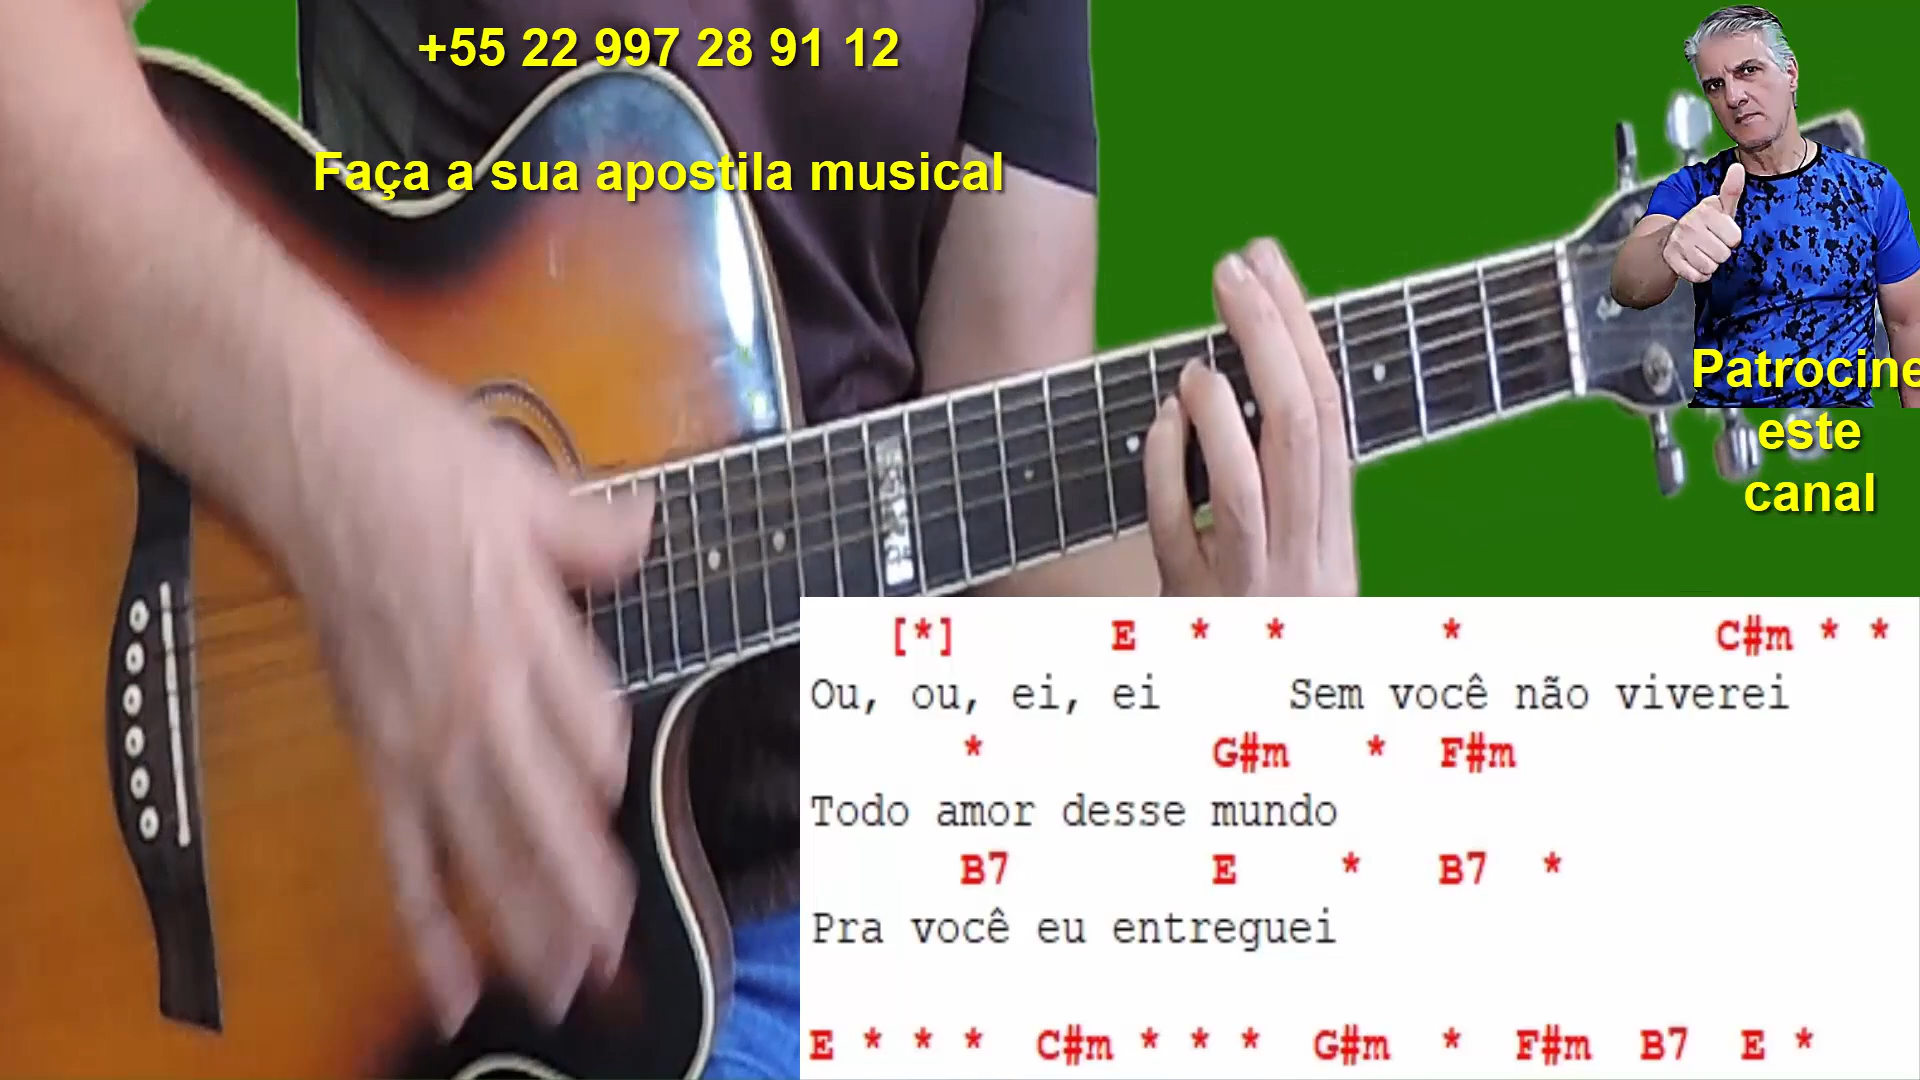 +55 22 997 28 91 12
Faça a sua apostila musical
Patrocine
este
canal
[*] E * * * C#m * *
Ou, ou, ei, ei Sem você não viverei
* G#m * F#m
Todo amor desse mundo
B7 E * B7 *
Pra você eu entreguei
E * * * C#m * * * G#m * F#m B7 E *